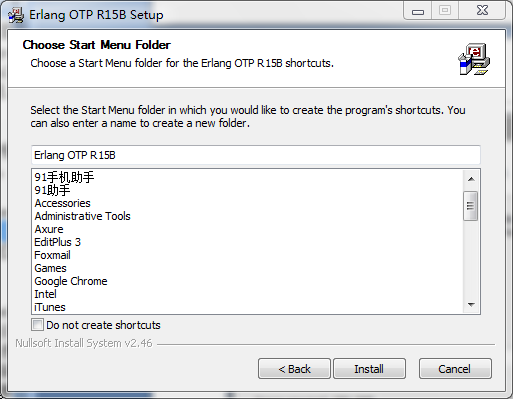 Erlang OTP R15B Setup
Choose Start Menu Folder
Choose a Start Menu folder for the Erlang OTP R15B shortcuts.
Select the Start Menu folder in which you would like to create the program's shortcuts. You
can also enter a name to create a new folder.
Erlang OTP R15B
91手机助手
91助手
Accessories
Administrative Tools
Axure
EditPlus 3
Foxmail
Games
Google Chrome
Intel
iTunes
Do not create shortcuts
Nullsoft Install System v2.46
< Back
Install
Cancel